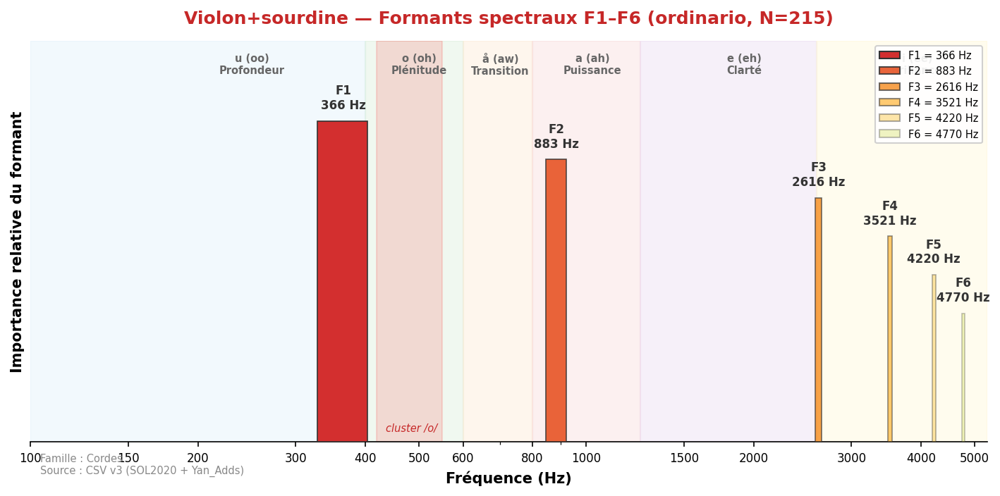 Violon+sourdine — Formants spectraux F1–F6 (ordinario, N=215)
u (oo)
Profondeur
o (oh)
Plénitude
å (aw)
Transition
a (ah)
Puissance
e (eh)
Clarté
F1 = 366 Hz
F2 = 883 Hz
F3 = 2616 Hz
F4 = 3521 Hz
F5 = 4220 Hz
F6 = 4770 Hz
F1
366 Hz
F2
883 Hz
F3
2616 Hz
F4
3521 Hz
F5
4220 Hz
F6
4770 Hz
Importance relative du formant
cluster /o/
100 150 200 300 400 500 600 800 1000 1500 2000 3000 4000 5000
Famille : Cordes
Source : CSV v3 (SOL2020 + Yan_Adds)
Fréquence (Hz)